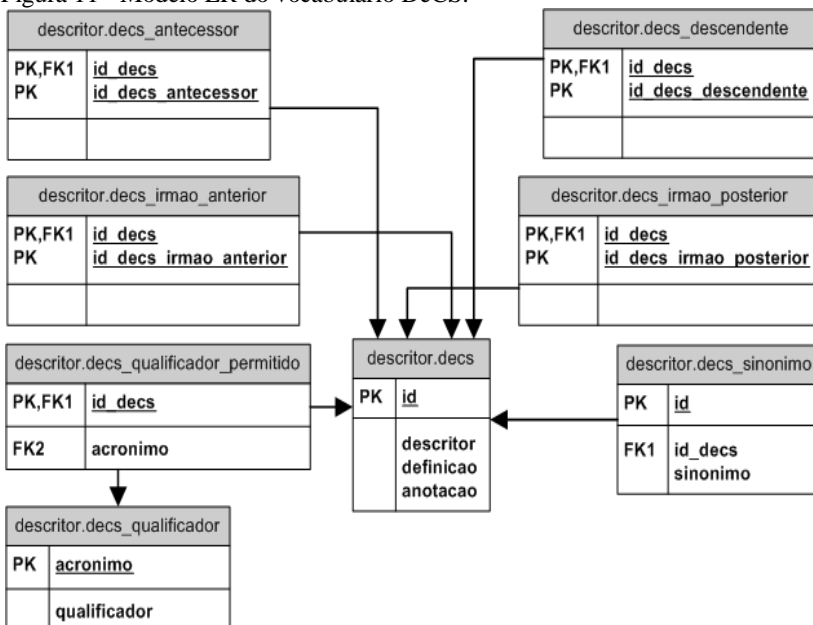 Figura 11 - Modelo ER do vocabulário DeCS.
descritor.decs_antecessor
PK,FK1 id_decs
PK id_decs_antecessor
descritor.decs_descendente
PK,FK1 id_decs
PK id_decs_descendente
descritor.decs_irmao_anterior
PK,FK1 id_decs
PK id_decs_irmao_anterior
descritor.decs_irmao_posterior
PK,FK1 id_decs
PK id_decs_irmao_posterior
descritor.decs_qualificador_permitido
PK,FK1 id_decs
FK2 acronimo
descritor.decs
PK id
descritor
definicao
anotacao
descritor.decs_sinonimo
PK id
FK1 id_decs
sinonimo
descritor.decs_qualificador
PK acronimo
qualificador